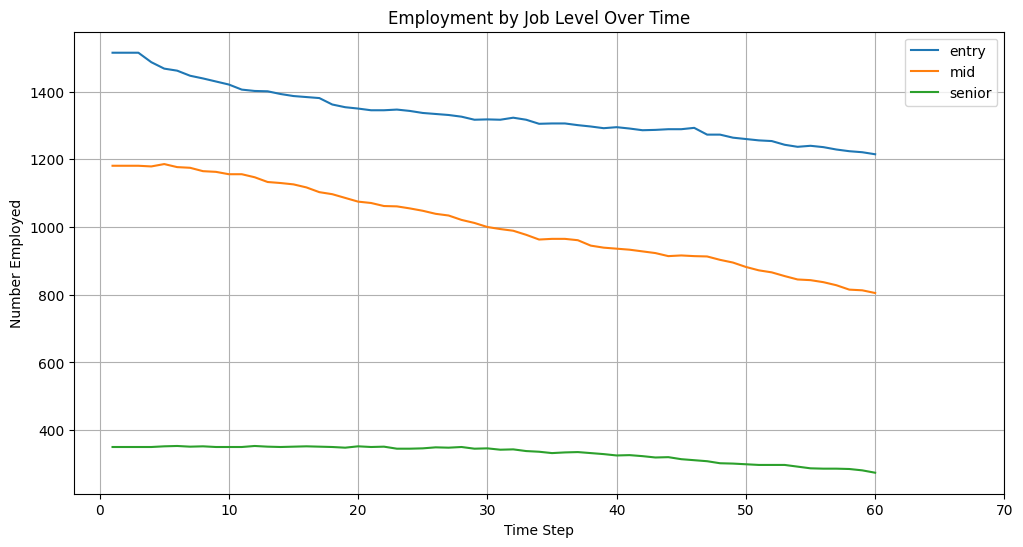 Employment by Job Level Over Time
entry
mid
senior
Number Employed
1400
1200
1000
800
600
400
0 10 20 30 40 50 60 70
Time Step